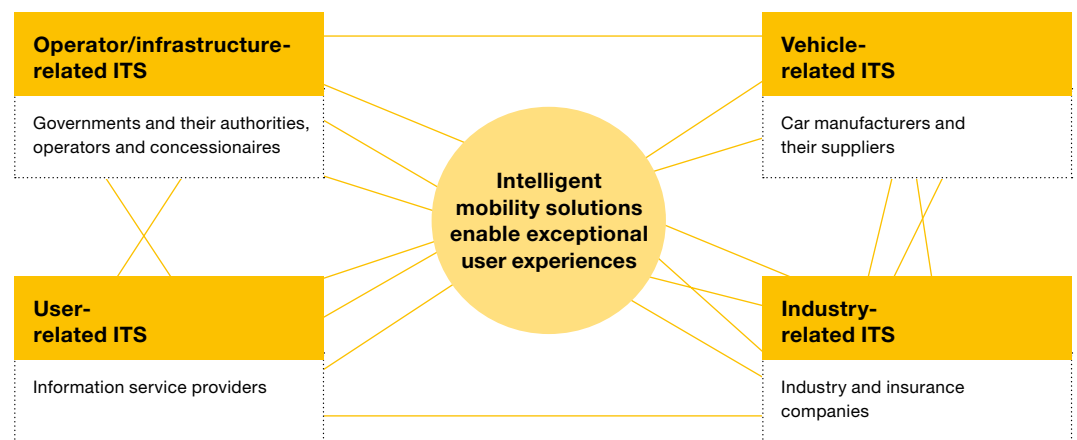 Operator/infrastructure-
related ITS
Governments and their authorities,
operators and concessionaires
Vehicle-
related ITS
Car manufacturers and
their suppliers
Intelligent
mobility solutions
enable exceptional
user experiences
User-
related ITS
Information service providers
Industry-
related ITS
Industry and insurance
companies